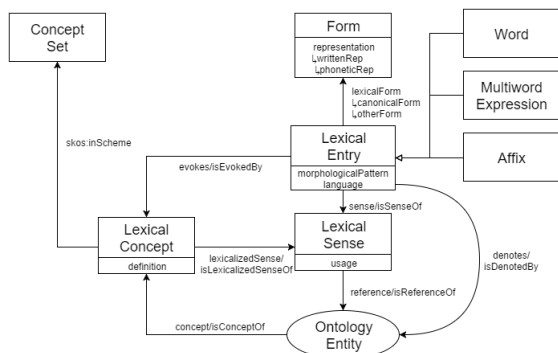 Concept
Set
Form
representation
↳writtenRep
↳phoneticRep
Word
lexicalForm
↳canonicalForm
↳otherForm
Multiword
Expression
skos:inScheme
Lexical
Entry
morphologicalPattern
language
Affix
evokes/isEvokedBy
sense/isSenseOf
Lexical
Concept
definition
lexicalizedSense/
isLexicalizedSenseOf
Lexical
Sense
usage
denotes/
isDenotedBy
reference/isReferenceOf
concept/isConceptOf
Ontology
Entity